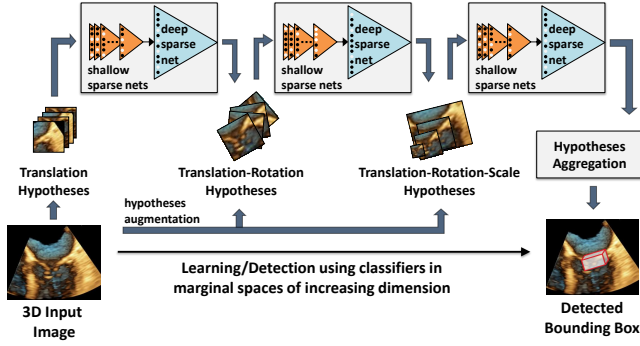 deep
sparse
net
shallow
sparse nets
deep
sparse
net
shallow
sparse nets
deep
sparse
net
shallow
sparse nets
Translation
Hypotheses
Translation-Rotation
Hypotheses
Translation-Rotation-Scale
Hypotheses
Hypotheses
Aggregation
hypotheses
augmentation
Learning/Detection using classifiers in
marginal spaces of increasing dimension
3D Input
Image
Detected
Bounding Box